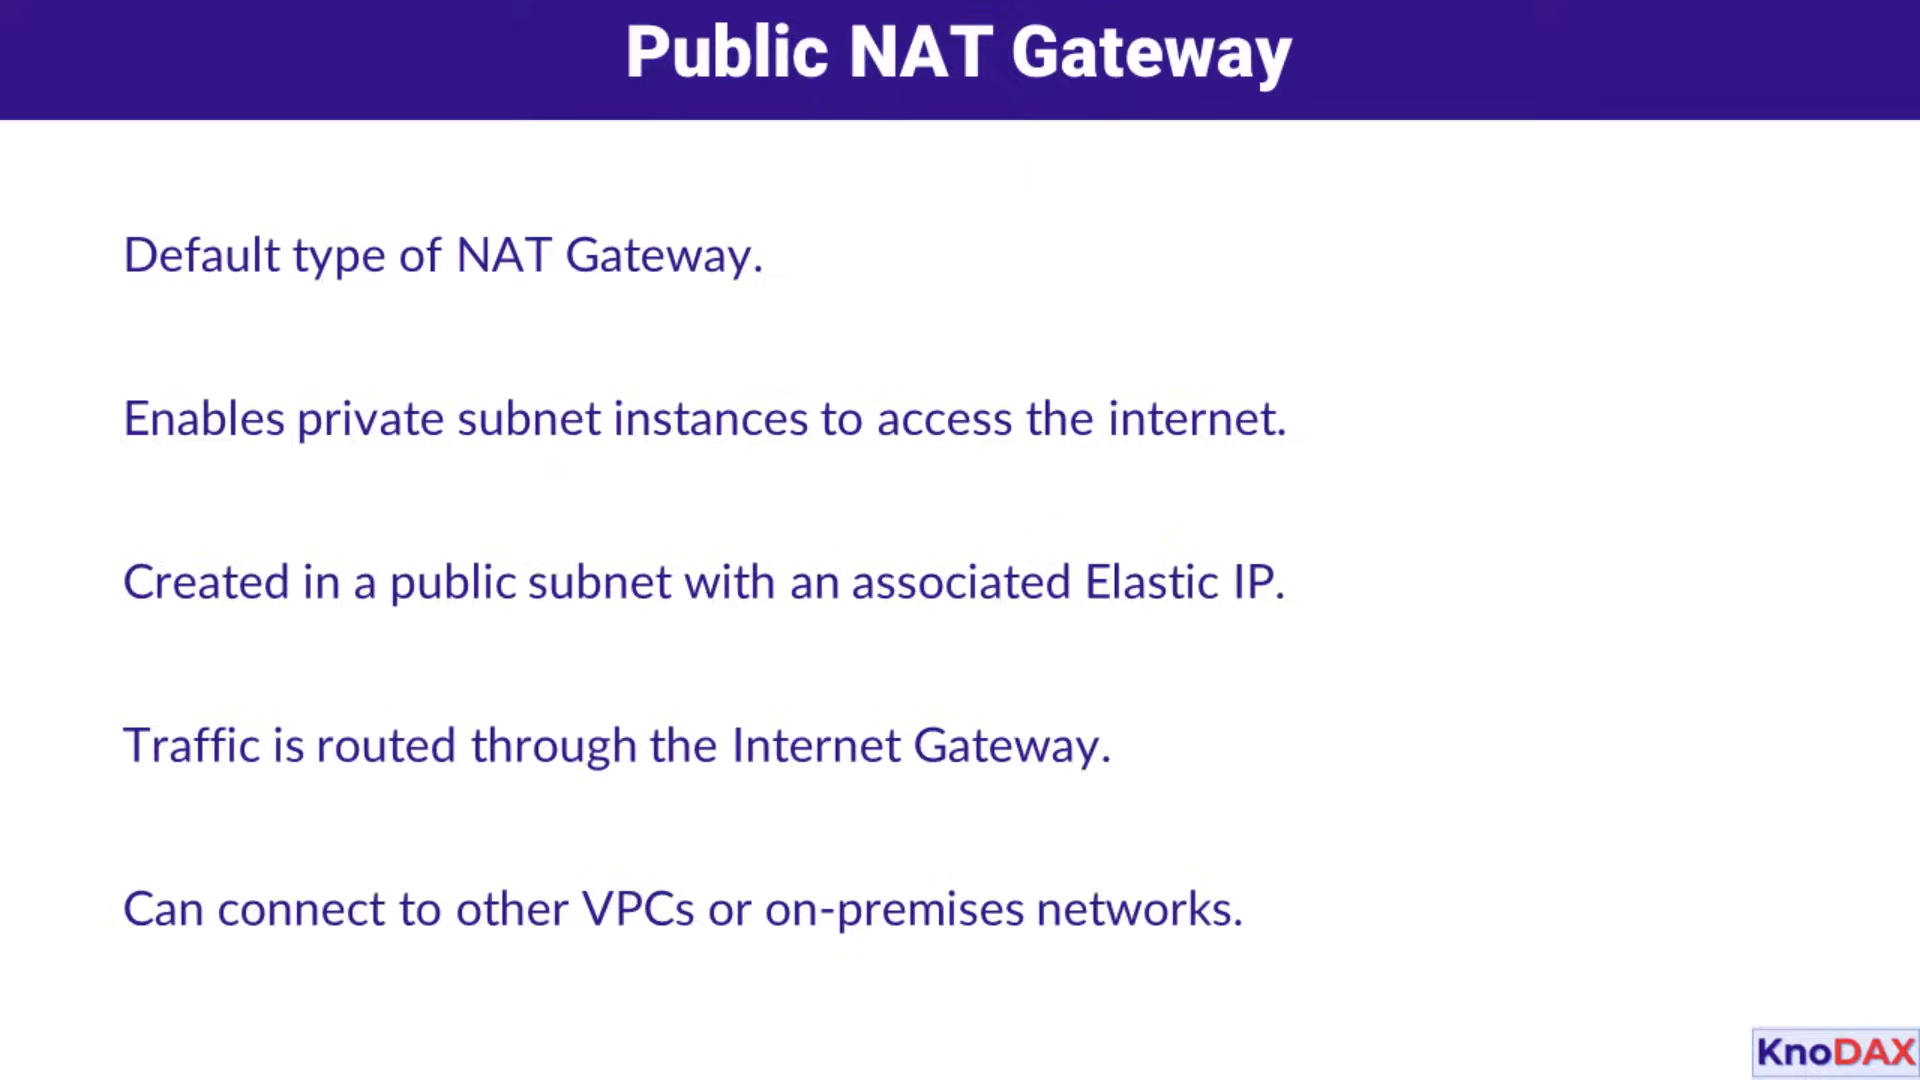 Public NAT Gateway
Default type of NAT Gateway.
Enables private subnet instances to access the internet.
Created in a public subnet with an associated Elastic IP.
Traffic is routed through the Internet Gateway.
Can connect to other VPCs or on-premises networks.
KnoDAX